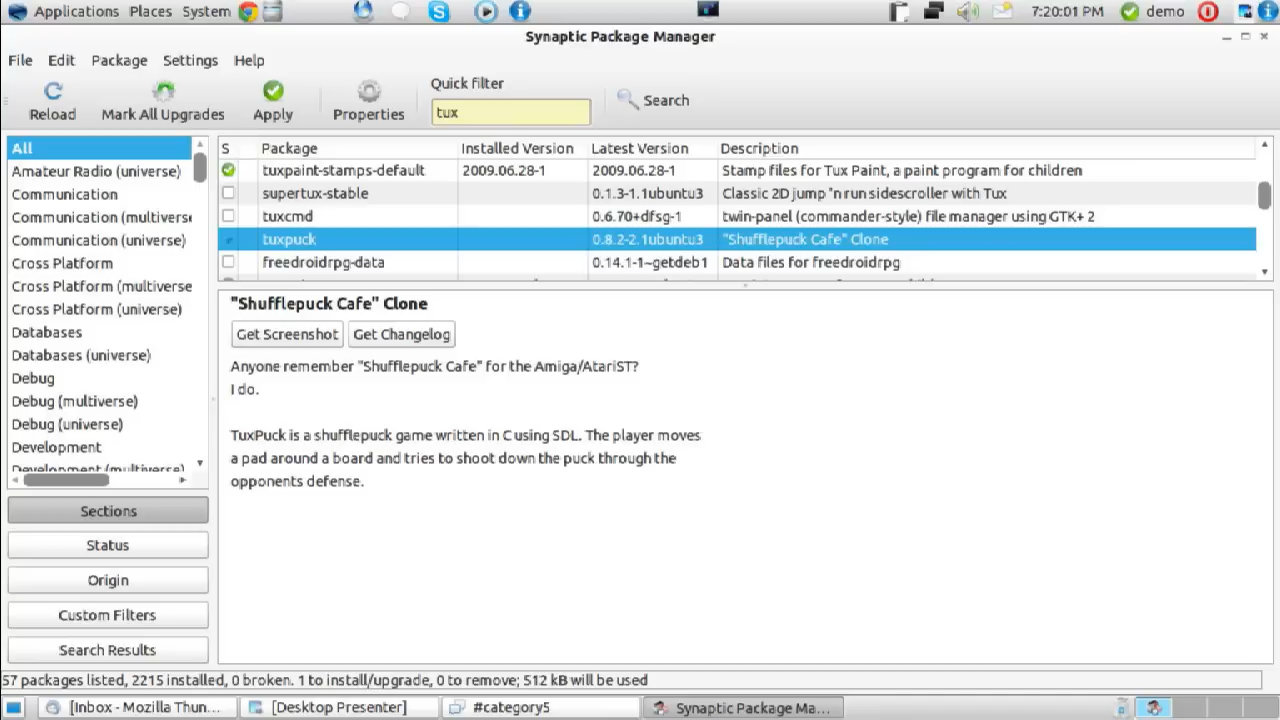 Applications Places System 7:20:01 PM demo
Synaptic Package Manager
File Edit Package Settings Help
Quick filter
Reload Mark All Upgrades Apply Properties tux Search
All
Amateur Radio (universe)
Communication
Communication (multiverse
Communication (universe)
Cross Platform
Cross Platform (multiverse
Cross Platform (universe)
Databases
Databases (universe)
Debug
Debug (multiverse)
Debug (universe)
Development
Development (multiverse)
Sections
Status
Origin
Custom Filters
Search Results
S Package Installed Version Latest Version Description
tuxpaint-stamps-default 2009.06.28-1 2009.06.28-1 Stamp files for Tux Paint, a paint program for children
supertux-stable 0.1.3-1.1ubuntu3 Classic 2D jump 'n run sidescroller with Tux
tuxcmd 0.6.70+dfsg-1 twin-panel (commander-style) file manager using GTK+ 2
tuxpuck 0.8.2-2.1ubuntu3 "Shufflepuck Cafe" Clone
freedroidrpg-data 0.14.1-1~getdeb1 Data files for freedroidrpg
"Shufflepuck Cafe" Clone
Get Screenshot Get Changelog
Anyone remember "Shufflepuck Cafe" for the Amiga/AtariST?
I do.
TuxPuck is a shufflepuck game written in C using SDL. The player moves
a pad around a board and tries to shoot down the puck through the
opponents defense.
57 packages listed, 2215 installed, 0 broken. 1 to install/upgrade, 0 to remove; 512 kB will be used
[Inbox - Mozilla Thun... [Desktop Presenter] #category5 Synaptic Package Ma...